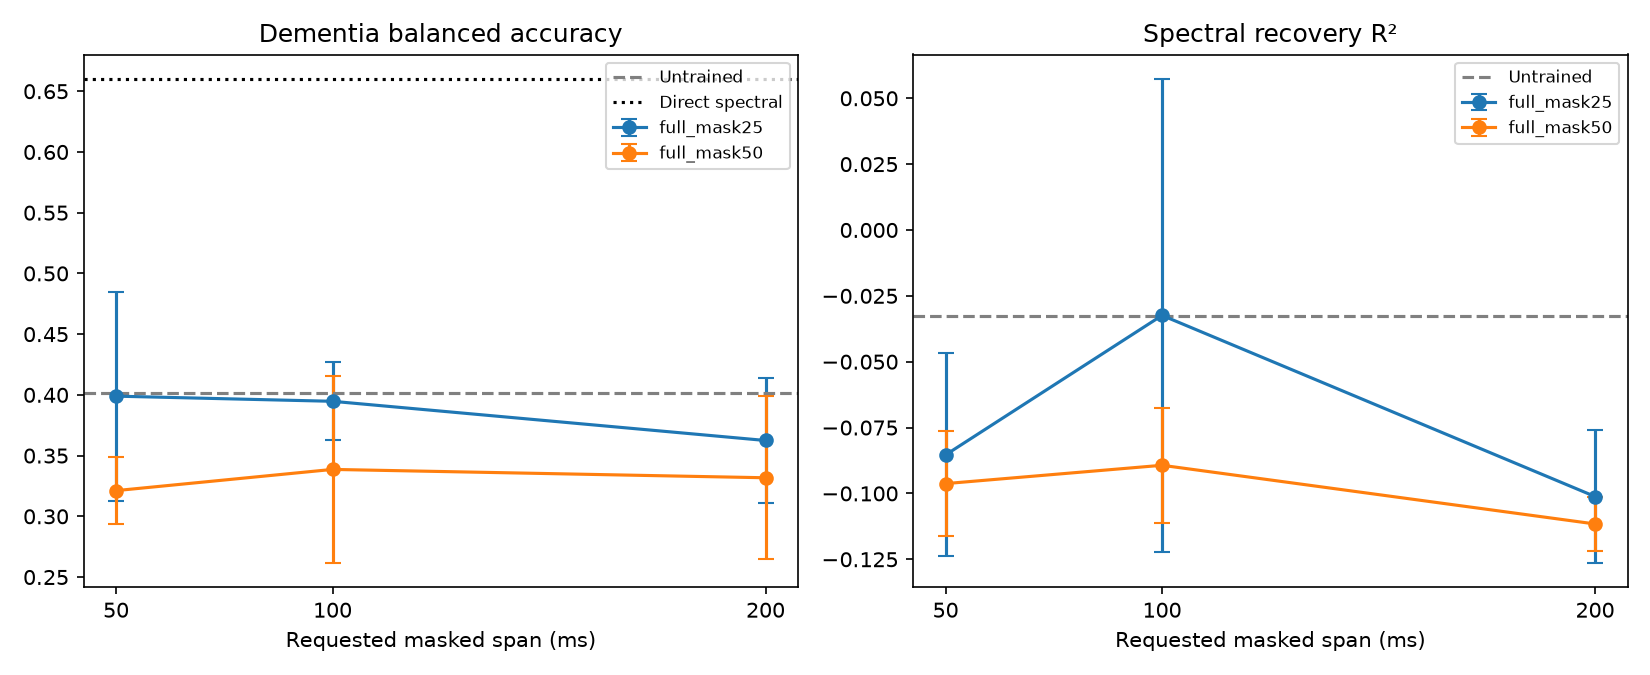 Dementia balanced accuracy
0.65
0.60
0.55
0.50
0.45
0.40
0.35
0.30
0.25
Untrained
Direct spectral
full_mask25
full_mask50
50
100
200
Requested masked span (ms)
Spectral recovery R²
0.050
0.025
0.000
−0.025
−0.050
−0.075
−0.100
−0.125
Untrained
full_mask25
full_mask50
50
100
200
Requested masked span (ms)